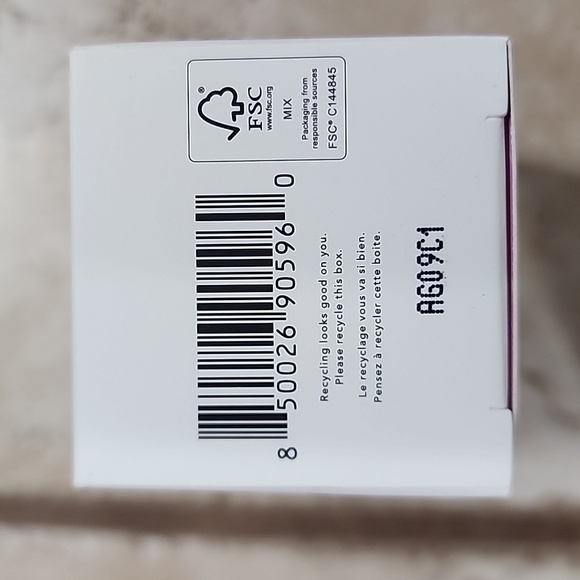 FSC®
www.fsc.org
MIX
Packaging from
responsible sources
FSC® C144845
8 50026 90596 0
Recycling looks good on you.
Please recycle this box.
Le recyclage vous va si bien.
Pensez à recycler cette boite.
AG09C1